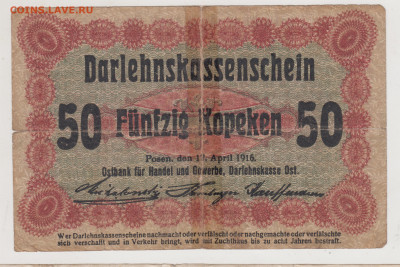 COINS.LAVE.RU
Darlehnskassenschein
50 Fünfzig Kopeken 50
Posen, den 17. April 1916.
Ostbank für Handel und Gewerbe, Darlehnskasse Ost.
Kauffmann
Wer Darlehnskassenscheine nachmacht oder verfälscht oder nachgemachte oder verfälschte
sich verschafft und in Verkehr bringt, wird mit Zuchthaus bis zu acht Jahren bestraft.